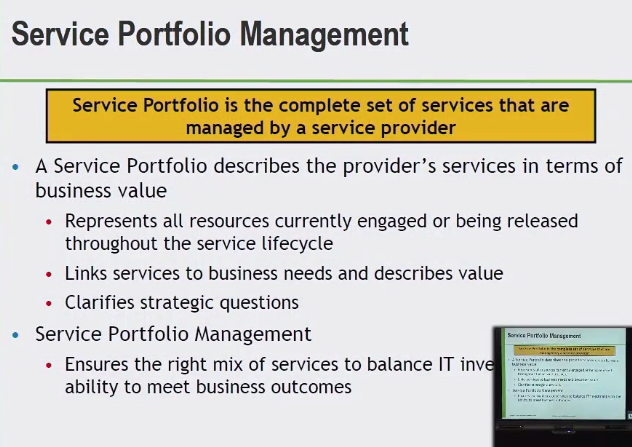 Service Portfolio Management
Service Portfolio is the complete set of services that are
managed by a service provider
• A Service Portfolio describes the provider's services in terms of
business value
• Represents all resources currently engaged or being released
throughout the service lifecycle
• Links services to business needs and describes value
• Clarifies strategic questions
• Service Portfolio Management
• Ensures the right mix of services to balance IT inve
ability to meet business outcomes
Service Portfolio Management